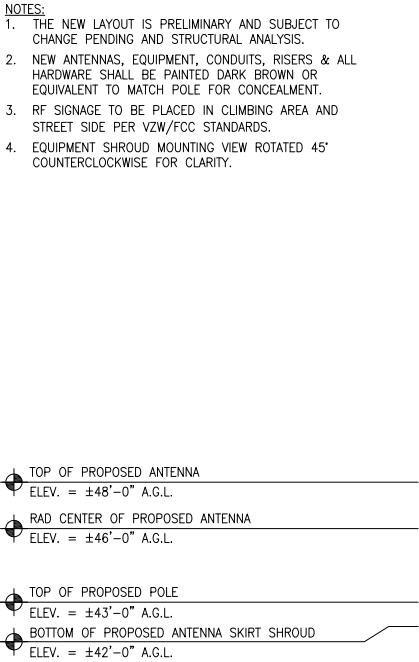 NOTES:
1. THE NEW LAYOUT IS PRELIMINARY AND SUBJECT TO
CHANGE PENDING AND STRUCTURAL ANALYSIS.
2. NEW ANTENNAS, EQUIPMENT, CONDUITS, RISERS & ALL
HARDWARE SHALL BE PAINTED DARK BROWN OR
EQUIVALENT TO MATCH POLE FOR CONCEALMENT.
3. RF SIGNAGE TO BE PLACED IN CLIMBING AREA AND
STREET SIDE PER VZW/FCC STANDARDS.
4. EQUIPMENT SHROUD MOUNTING VIEW ROTATED 45°
COUNTERCLOCKWISE FOR CLARITY.
TOP OF PROPOSED ANTENNA
ELEV. = ±48'-0" A.G.L.
RAD CENTER OF PROPOSED ANTENNA
ELEV. = ±46'-0" A.G.L.
TOP OF PROPOSED POLE
ELEV. = ±43'-0" A.G.L.
BOTTOM OF PROPOSED ANTENNA SKIRT SHROUD
ELEV. = ±42'-0" A.G.L.